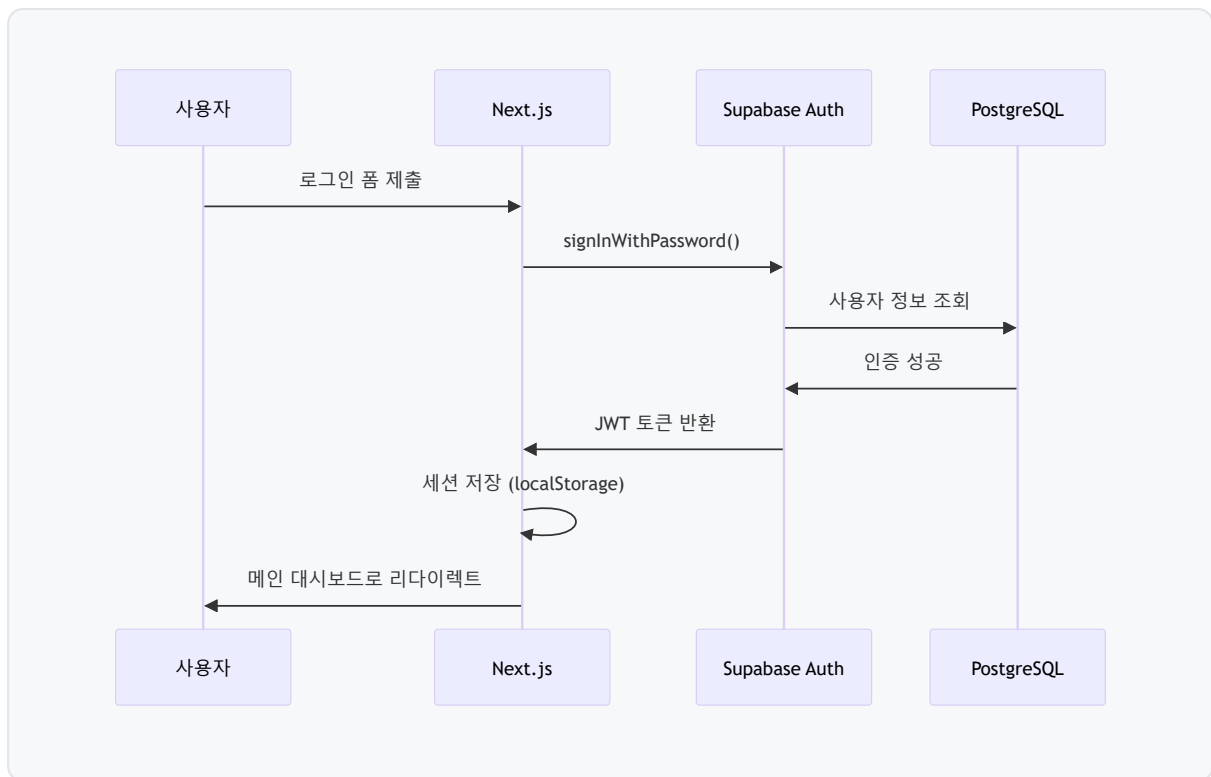 사용자
Next.js
Supabase Auth
PostgreSQL
로그인 폼 제출
signInWithPassword()
사용자 정보 조회
인증 성공
JWT 토큰 반환
세션 저장 (localStorage)
메인 대시보드로 리다이렉트
사용자
Next.js
Supabase Auth
PostgreSQL